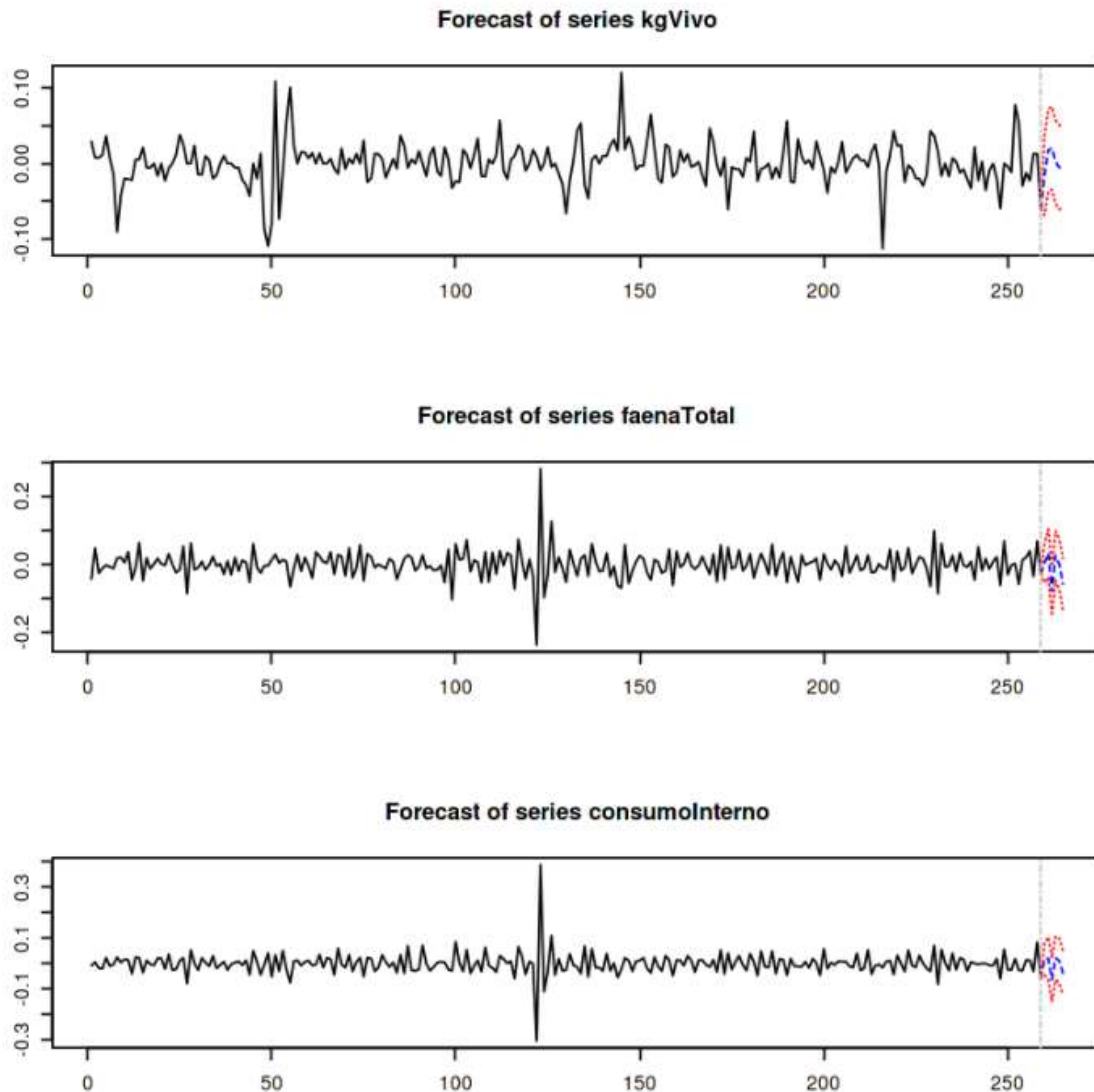 Forecast of series kgVivo
0.10
0.00
-0.10
0 50 100 150 200 250
Forecast of series faenaTotal
0.2
0.0
-0.2
0 50 100 150 200 250
Forecast of series consumoInterno
0.3
0.1
-0.1
-0.3
0 50 100 150 200 250